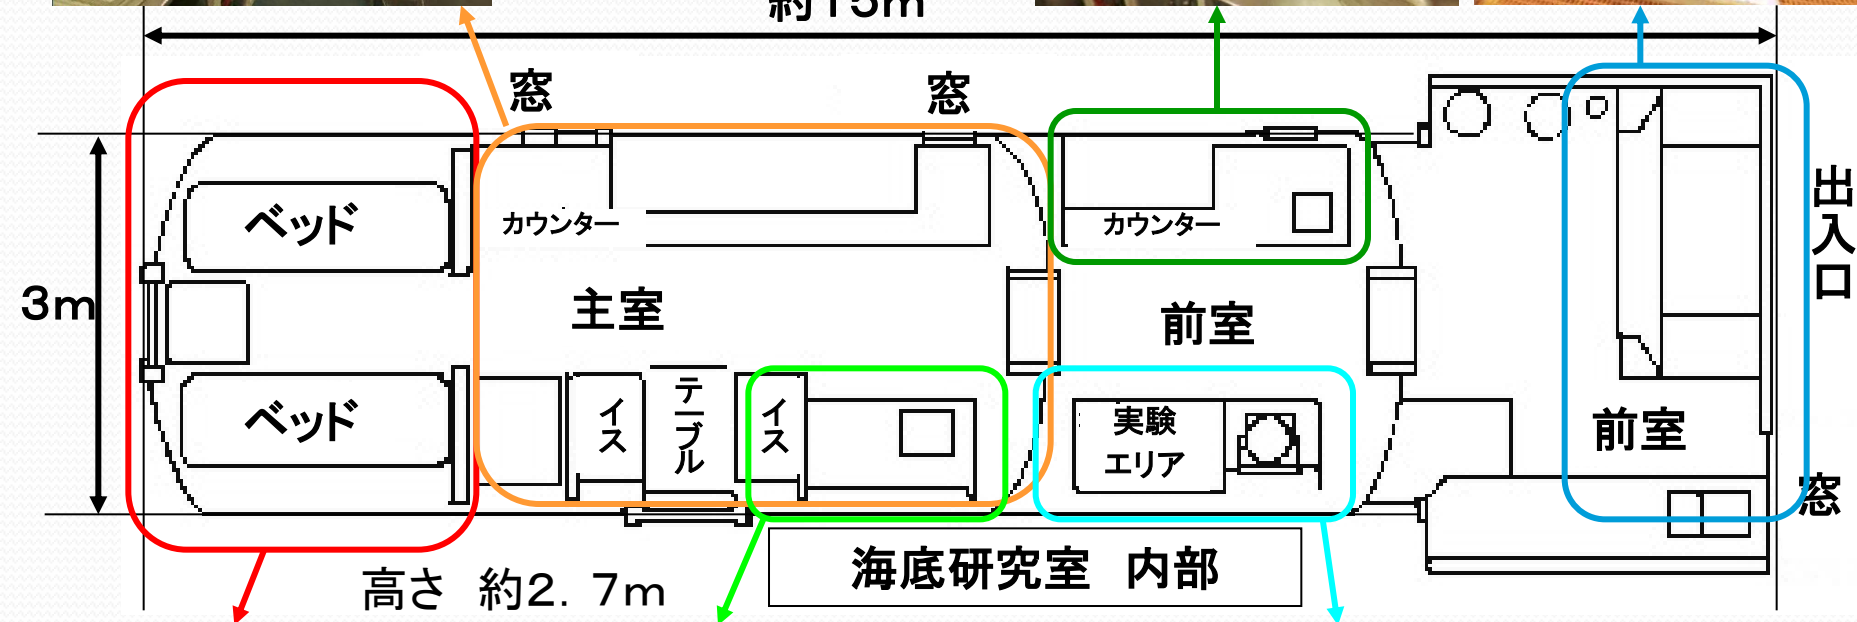 約15m
窓
窓
ベッド
カウンター
カウンター
出入口
3m
主室
前室
ベッド
イス
テーブル
イス
実験
エリア
前室
窓
海底研究室 内部
高さ 約2. 7m